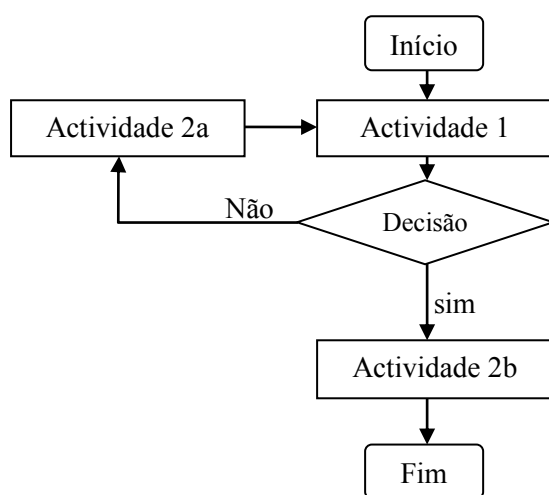 Início
Actividade 2a
Actividade 1
Não
Decisão
sim
Actividade 2b
Fim